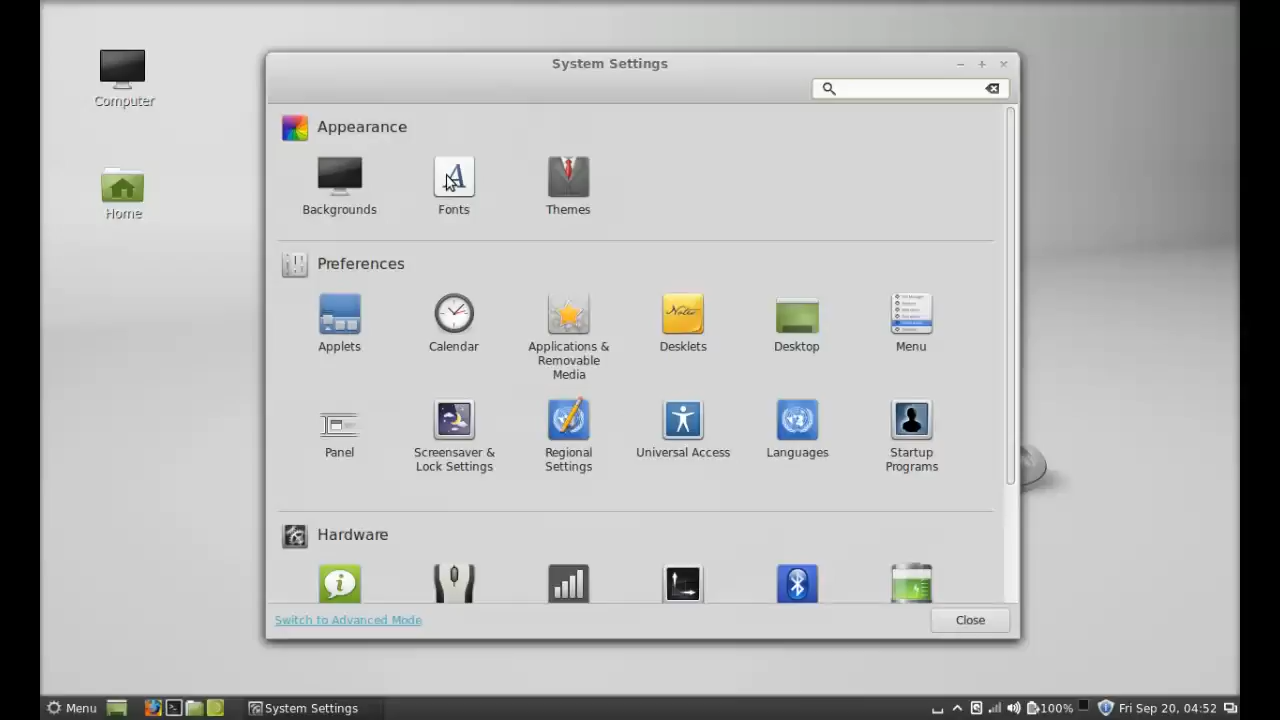 System Settings
Computer
Appearance
Backgrounds
Fonts
Themes
Home
Preferences
Applets
Calendar
Applications &
Removable
Media
Desklets
Notes
Desktop
Menu
Panel
Screensaver &
Lock Settings
Regional
Settings
Universal Access
Languages
Startup
Programs
Hardware
Switch to Advanced Mode
Close
Menu
System Settings
100%
Fri Sep 20, 04:52